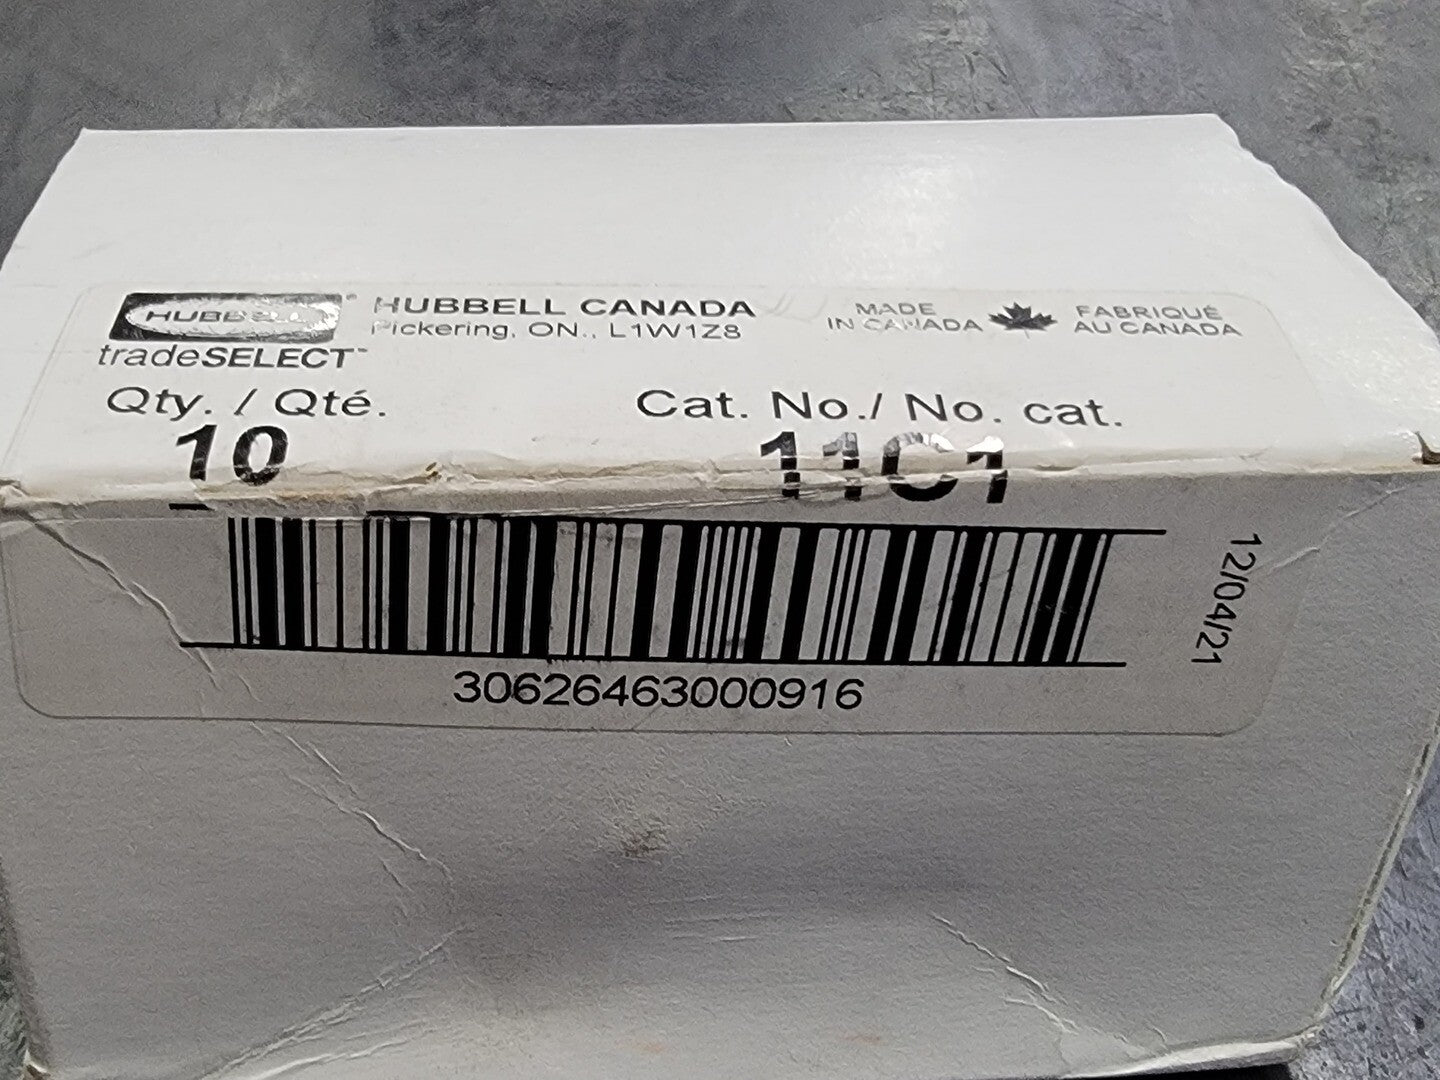 HUBBELL
tradeSELECT™
HUBBELL CANADA
Pickering, ON., L1W1Z8
MADE
IN CANADA
FABRIQUÉ
AU CANADA
Qty. / Qté.
10
Cat. No./ No. cat.
11C1
12/04/21
30626463000916